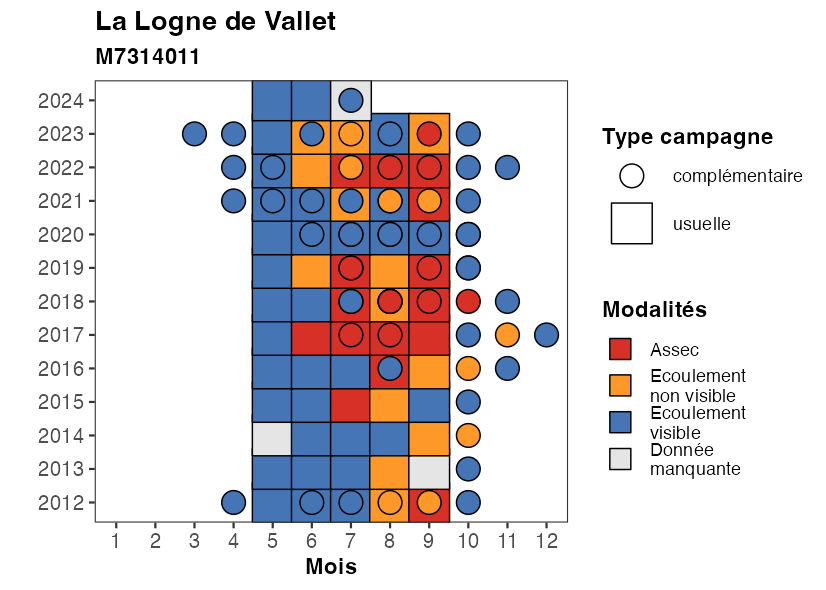 La Logne de Vallet
M7314011
2024
2023
2022
2021
2020
2019
2018
2017
2016
2015
2014
2013
2012
1 2 3 4 5 6 7 8 9 10 11 12
Mois
Type campagne
complémentaire
usuelle
Modalités
Assec
Ecoulement
non visible
Ecoulement
visible
Donnée
manquante